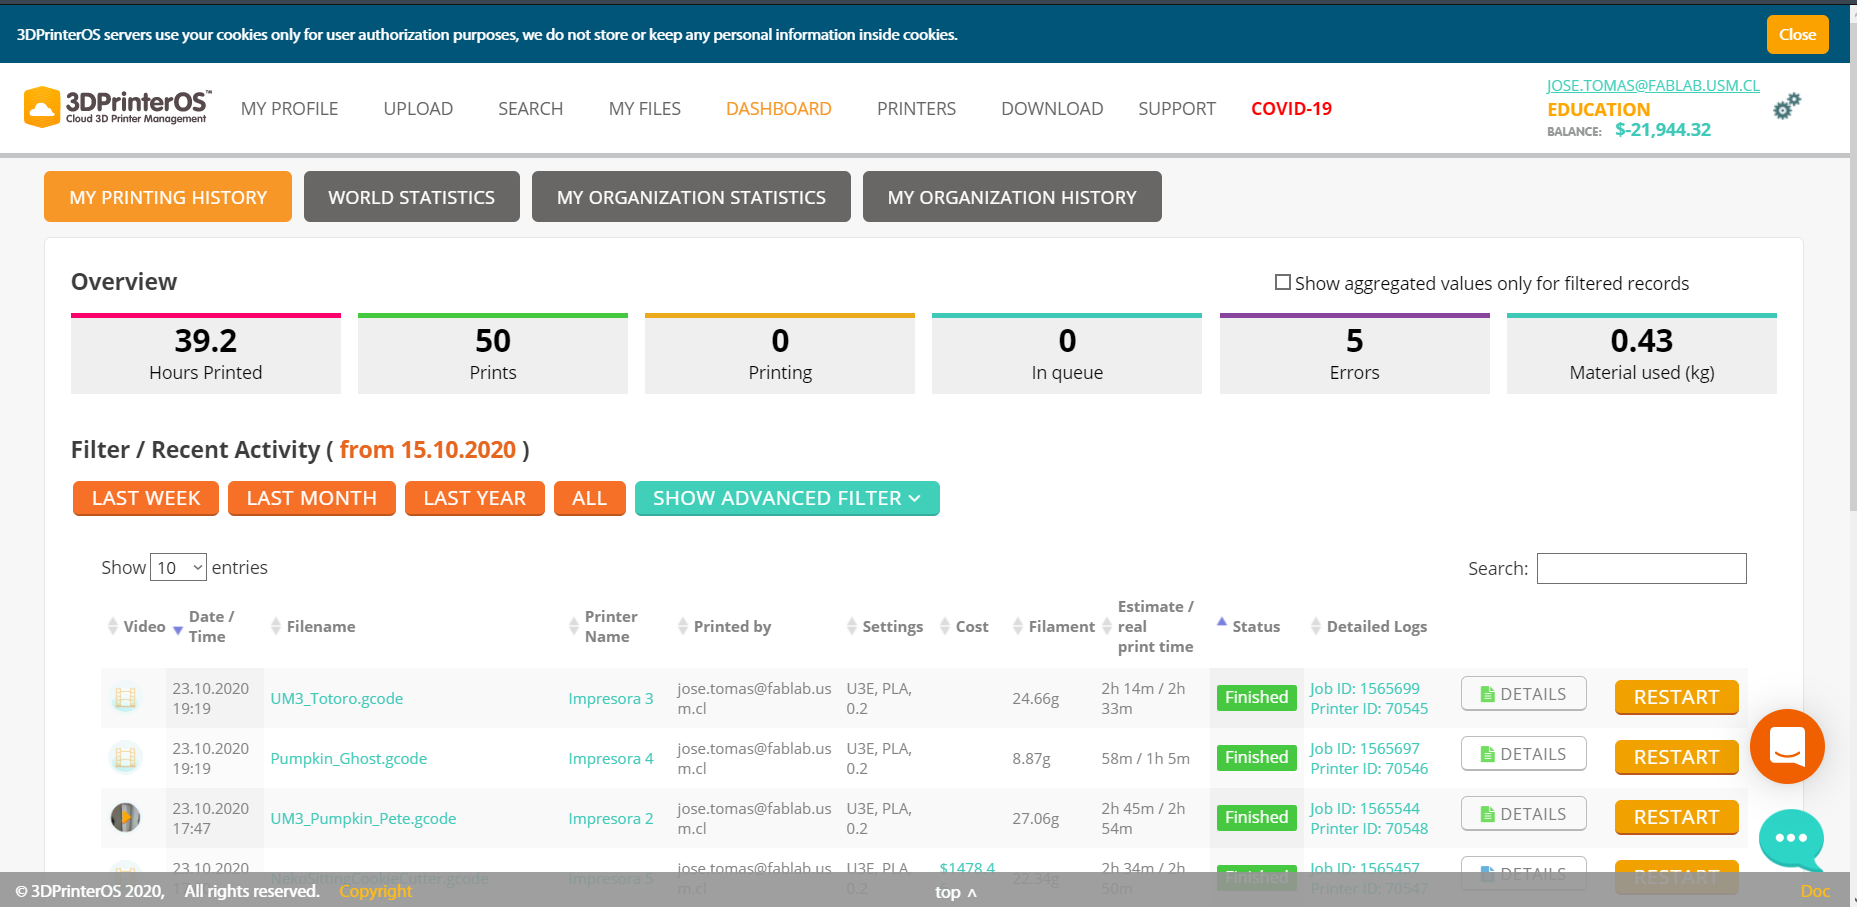 3DPrinterOS servers use your cookies only for user authorization purposes, we do not store or keep any personal information inside cookies.
Close
3DPrinterOS™
Cloud 3D Printer Management
MY PROFILE UPLOAD SEARCH MY FILES DASHBOARD PRINTERS DOWNLOAD SUPPORT COVID-19
JOSE.TOMAS@FABLAB.USM.CL
EDUCATION
BALANCE: $-21,944.32
MY PRINTING HISTORY WORLD STATISTICS MY ORGANIZATION STATISTICS MY ORGANIZATION HISTORY
Overview
Show aggregated values only for filtered records
39.2 50 0 0 5 0.43
Hours Printed Prints Printing In queue Errors Material used (kg)
Filter / Recent Activity ( from 15.10.2020 )
LAST WEEK LAST MONTH LAST YEAR ALL SHOW ADVANCED FILTER
Show 10 entries
Search:
Video Date / Time Filename Printer Name Printed by Settings Cost Filament Estimate / real print time Status Detailed Logs
23.10.2020 19:19 UM3_Totoro.gcode Impresora 3 jose.tomas@fablab.usm.cl U3E, PLA, 0.2 24.66g 2h 14m / 2h 33m Finished Job ID: 1565699 Printer ID: 70545 DETAILS RESTART
23.10.2020 19:19 Pumpkin_Ghost.gcode Impresora 4 jose.tomas@fablab.usm.cl U3E, PLA, 0.2 8.87g 58m / 1h 5m Finished Job ID: 1565697 Printer ID: 70546 DETAILS RESTART
23.10.2020 17:47 UM3_Pumpkin_Pete.gcode Impresora 2 jose.tomas@fablab.usm.cl U3E, PLA, 0.2 27.06g 2h 45m / 2h 54m Finished Job ID: 1565544 Printer ID: 70548 DETAILS RESTART
23.10.2020 NekoSittingCookieCutter.gcode Impresora 5 jose.tomas@fablab.usm.cl U3E, PLA, 0.2 $1478.4 22.34g 2h 34m / 2h 50m Finished Job ID: 1565457 Printer ID: 70547 DETAILS RESTART
© 3DPrinterOS 2020, All rights reserved. Copyright
top ^
Doc